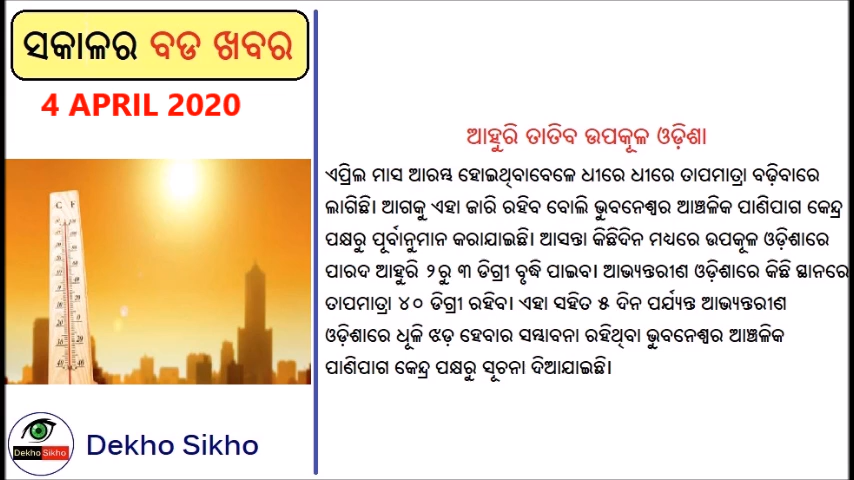 ସକାଳର ବଡ ଖବର
4 APRIL 2020
ଆହୁରି ତାତିବ ଉପକୂଳ ଓଡ଼ିଶା
ଏପ୍ରିଲ ମାସ ଆରମ୍ଭ ହୋଇଥିବାବେଳେ ଧୀରେ ଧୀରେ ତାପମାତ୍ରା ବଢ଼ିବାରେ
ଲାଗିଛି। ଆଗକୁ ଏହା ଜାରି ରହିବ ବୋଲି ଭୁବନେଶ୍ୱର ଆଞ୍ଚଳିକ ପାଣିପାଗ କେନ୍ଦ୍ର
ପକ୍ଷରୁ ପୂର୍ବାନୁମାନ କରାଯାଇଛି। ଆସନ୍ତା କିଛିଦିନ ମଧ୍ୟରେ ଉପକୂଳ ଓଡ଼ିଶାରେ
ପାରଦ ଆହୁରି ୨ରୁ ୩ ଡିଗ୍ରୀ ବୃଦ୍ଧି ପାଇବ। ଆଭ୍ୟନ୍ତରୀଣ ଓଡ଼ିଶାରେ କିଛି ସ୍ଥାନରେ
ତାପମାତ୍ରା ୪୦ ଡିଗ୍ରୀ ରହିବ। ଏହା ସହିତ ୫ ଦିନ ପର୍ଯ୍ୟନ୍ତ ଆଭ୍ୟନ୍ତରୀଣ
ଓଡ଼ିଶାରେ ଧୂଳି ଝଡ଼ ହେବାର ସମ୍ଭାବନା ରହିଥିବା ଭୁବନେଶ୍ୱର ଆଞ୍ଚଳିକ
ପାଣିପାଗ କେନ୍ଦ୍ର ପକ୍ଷରୁ ସୂଚନା ଦିଆଯାଇଛି।
C F
Dekho Sikho
Dekho Sikho